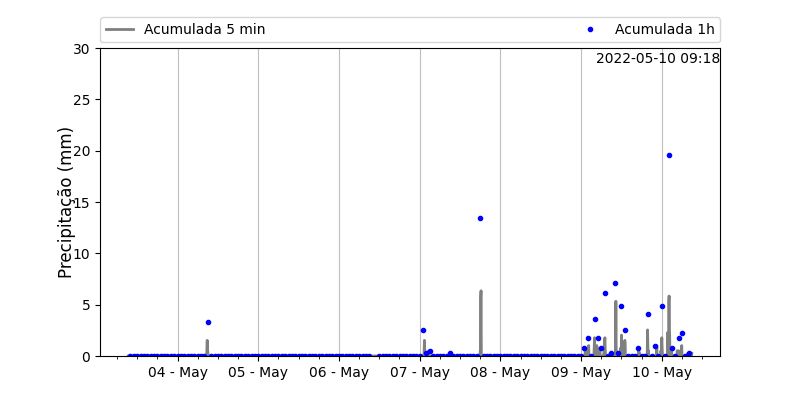 Acumulada 5 min
Acumulada 1h
2022-05-10 09:18
Precipitação (mm)
30
25
20
15
10
5
0
04 - May
05 - May
06 - May
07 - May
08 - May
09 - May
10 - May